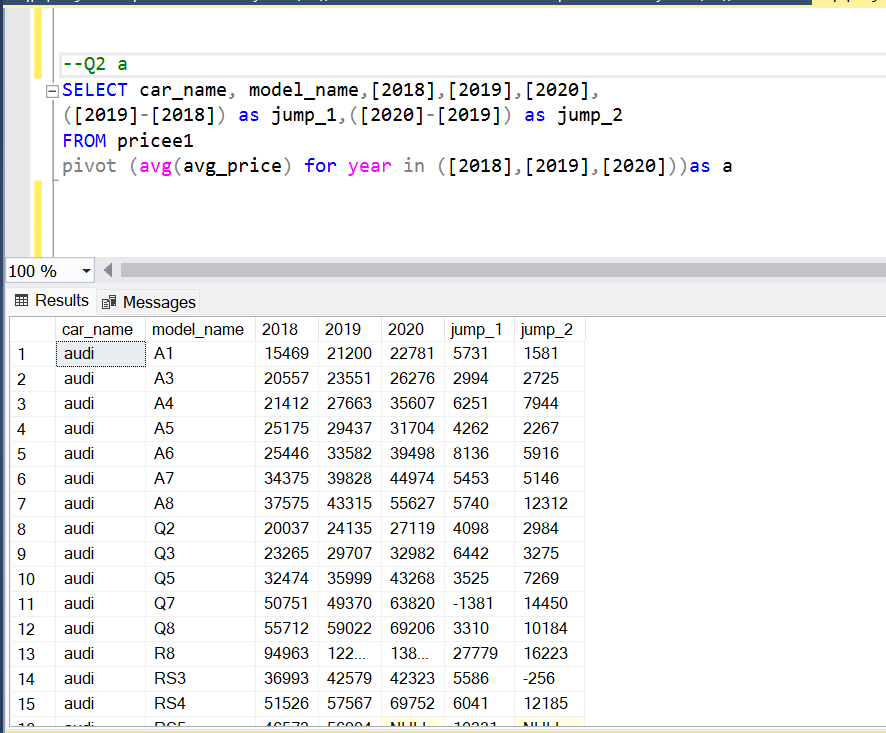 --Q2 a
SELECT car_name, model_name,[2018],[2019],[2020],
([2019]-[2018]) as jump_1,([2020]-[2019]) as jump_2
FROM pricee1
pivot (avg(avg_price) for year in ([2018],[2019],[2020]))as a
100 %
Results Messages
car_name model_name 2018 2019 2020 jump_1 jump_2
1 audi A1 15469 21200 22781 5731 1581
2 audi A3 20557 23551 26276 2994 2725
3 audi A4 21412 27663 35607 6251 7944
4 audi A5 25175 29437 31704 4262 2267
5 audi A6 25446 33582 39498 8136 5916
6 audi A7 34375 39828 44974 5453 5146
7 audi A8 37575 43315 55627 5740 12312
8 audi Q2 20037 24135 27119 4098 2984
9 audi Q3 23265 29707 32982 6442 3275
10 audi Q5 32474 35999 43268 3525 7269
11 audi Q7 50751 49370 63820 -1381 14450
12 audi Q8 55712 59022 69206 3310 10184
13 audi R8 94963 122... 138... 27779 16223
14 audi RS3 36993 42579 42323 5586 -256
15 audi RS4 51526 57567 69752 6041 12185
audi RS5 NULL NULL